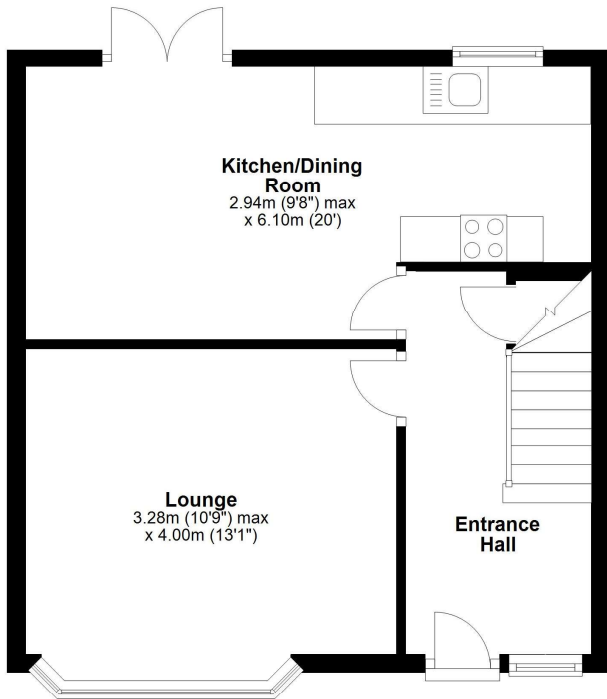 Kitchen/Dining
Room
2.94m (9'8") max
x 6.10m (20')
Lounge
3.28m (10'9") max
x 4.00m (13'1")
Entrance
Hall